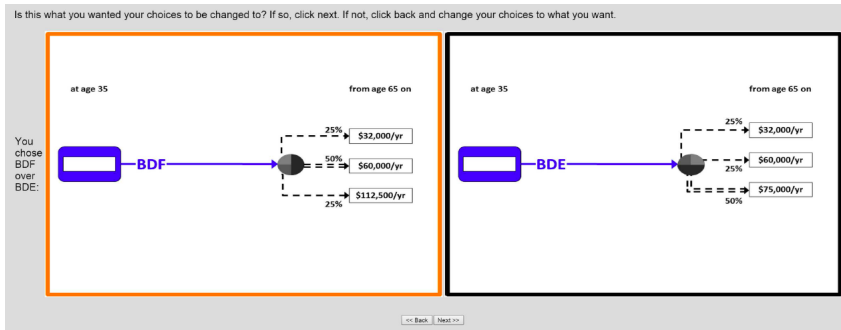 Is this what you wanted your choices to be changed to? If so, click next. If not, click back and change your choices to what you want.
You
chose
BDF
over
BDE:
at age 35
from age 65 on
BDF
25%
$32,000/yr
50%
$60,000/yr
$112,500/yr
25%
at age 35
from age 65 on
BDE
25%
$32,000/yr
$60,000/yr
25%
$75,000/yr
50%
<< Back
Next >>